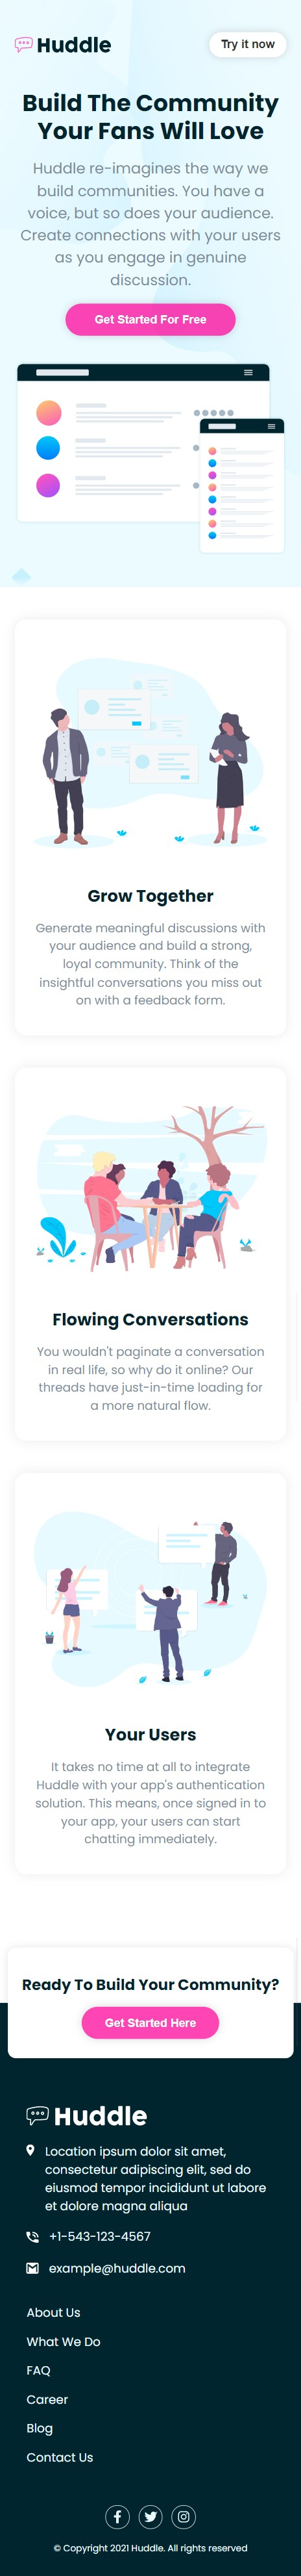 Huddle
Try it now
Build The Community
Your Fans Will Love
Huddle re-imagines the way we
build communities. You have a
voice, but so does your audience.
Create connections with your users
as you engage in genuine
discussion.
Get Started For Free
Grow Together
Generate meaningful discussions with
your audience and build a strong,
loyal community. Think of the
insightful conversations you miss out
on with a feedback form.
Flowing Conversations
You wouldn't paginate a conversation
in real life, so why do it online? Our
threads have just-in-time loading for
a more natural flow.
Your Users
It takes no time at all to integrate
Huddle with your app's authentication
solution. This means, once signed in to
your app, your users can start
chatting immediately.
Ready To Build Your Community?
Get Started Here
Huddle
Location ipsum dolor sit amet,
consectetur adipiscing elit, sed do
eiusmod tempor incididunt ut labore
et dolore magna aliqua
+1-543-123-4567
example@huddle.com
About Us
What We Do
FAQ
Career
Blog
Contact Us
© Copyright 2021 Huddle. All rights reserved